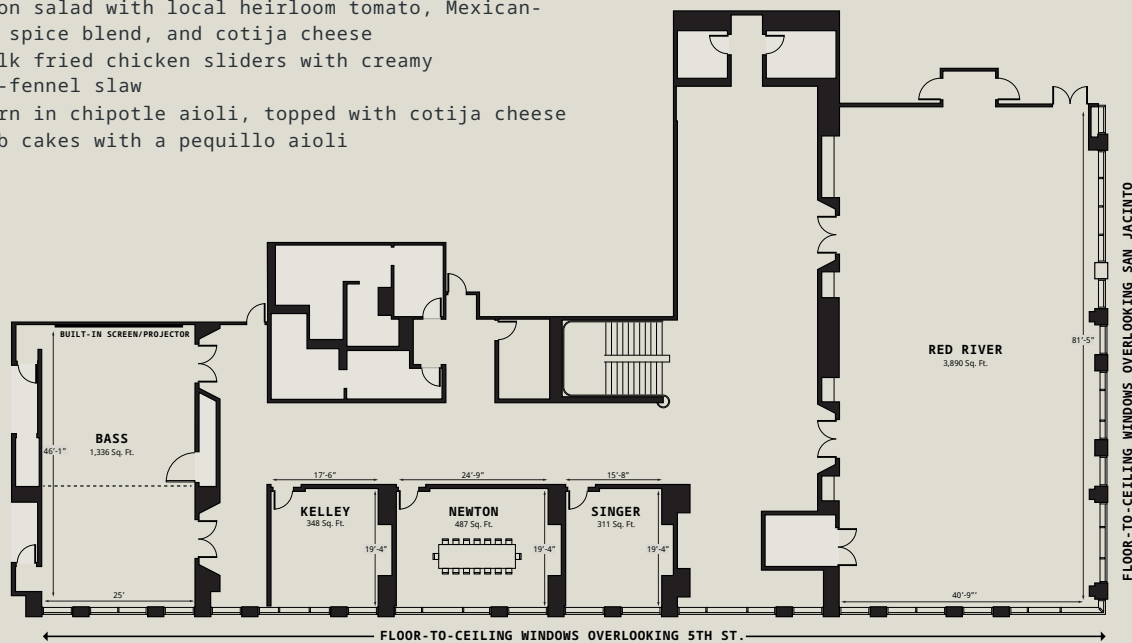 on salad with local heirloom tomato, Mexican-
spice blend, and cotija cheese
lk fried chicken sliders with creamy
-fennel slaw
rn in chipotle aioli, topped with cotija cheese
b cakes with a pequillo aioli
FLOOR-TO-CEILING WINDOWS OVERLOOKING SAN JACINTO
BUILT-IN SCREEN/PROJECTOR
RED RIVER
3,890 Sq. Ft.
81'-5"
BASS
1,336 Sq. Ft.
46'-1"
17'-6"
24'-9"
15'-8"
KELLEY
348 Sq. Ft.
NEWTON
487 Sq. Ft.
SINGER
311 Sq. Ft.
19'-4"
19'-4"
19'-4"
25'
40'-9"'
FLOOR-TO-CEILING WINDOWS OVERLOOKING 5TH ST.